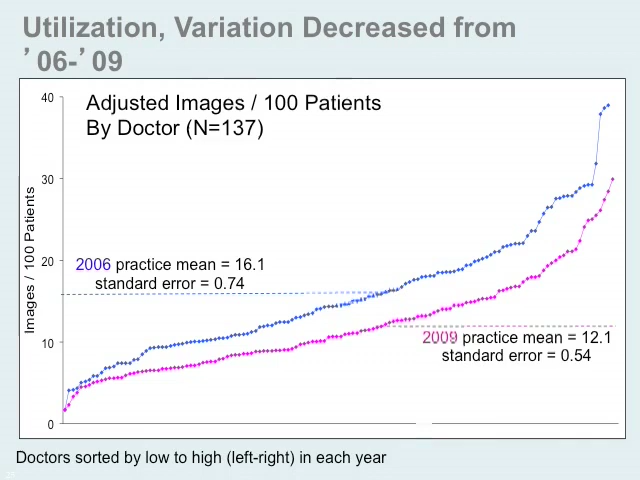 Utilization, Variation Decreased from
’06-’09
Adjusted Images / 100 Patients
By Doctor (N=137)
40
30
20
10
0
Images / 100 Patients
2006 practice mean = 16.1
standard error = 0.74
2009 practice mean = 12.1
standard error = 0.54
Doctors sorted by low to high (left-right) in each year